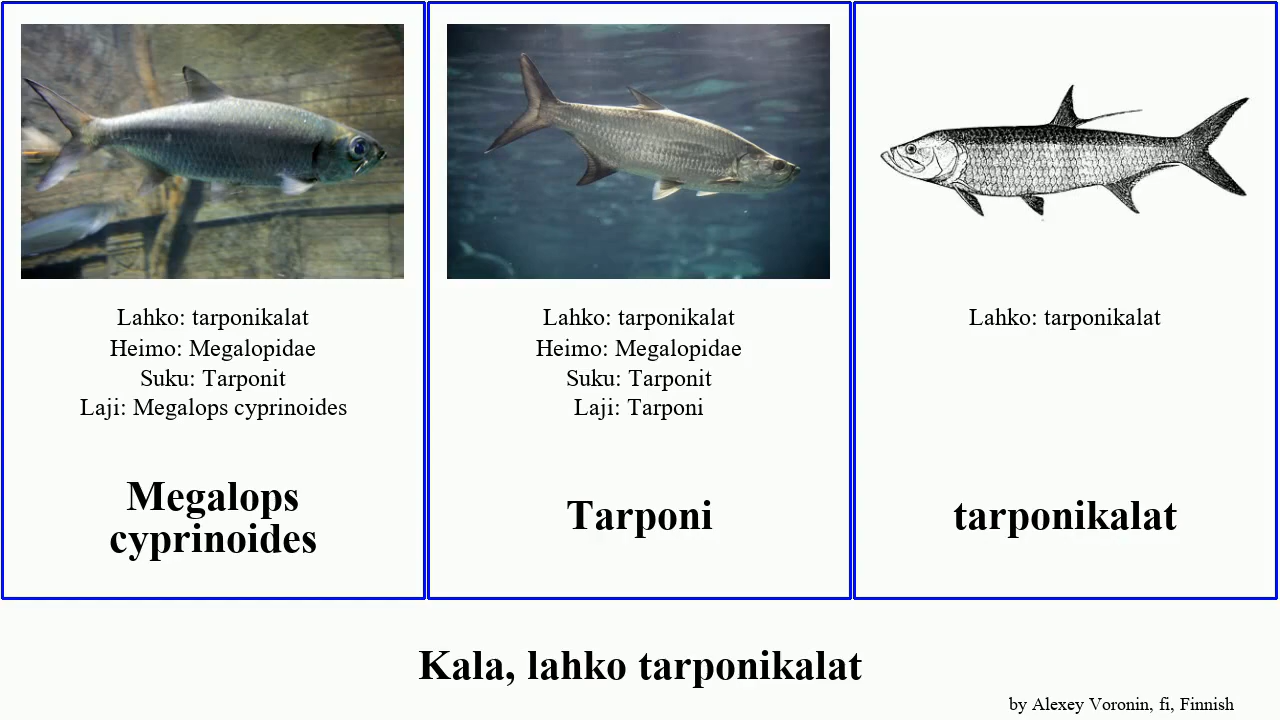 Lahko: tarponikalat
Heimo: Megalopidae
Suku: Tarponit
Laji: Megalops cyprinoides
Megalops
cyprinoides
Lahko: tarponikalat
Heimo: Megalopidae
Suku: Tarponit
Laji: Tarponi
Tarponi
Lahko: tarponikalat
tarponikalat
Kala, lahko tarponikalat
by Alexey Voronin, fi, Finnish